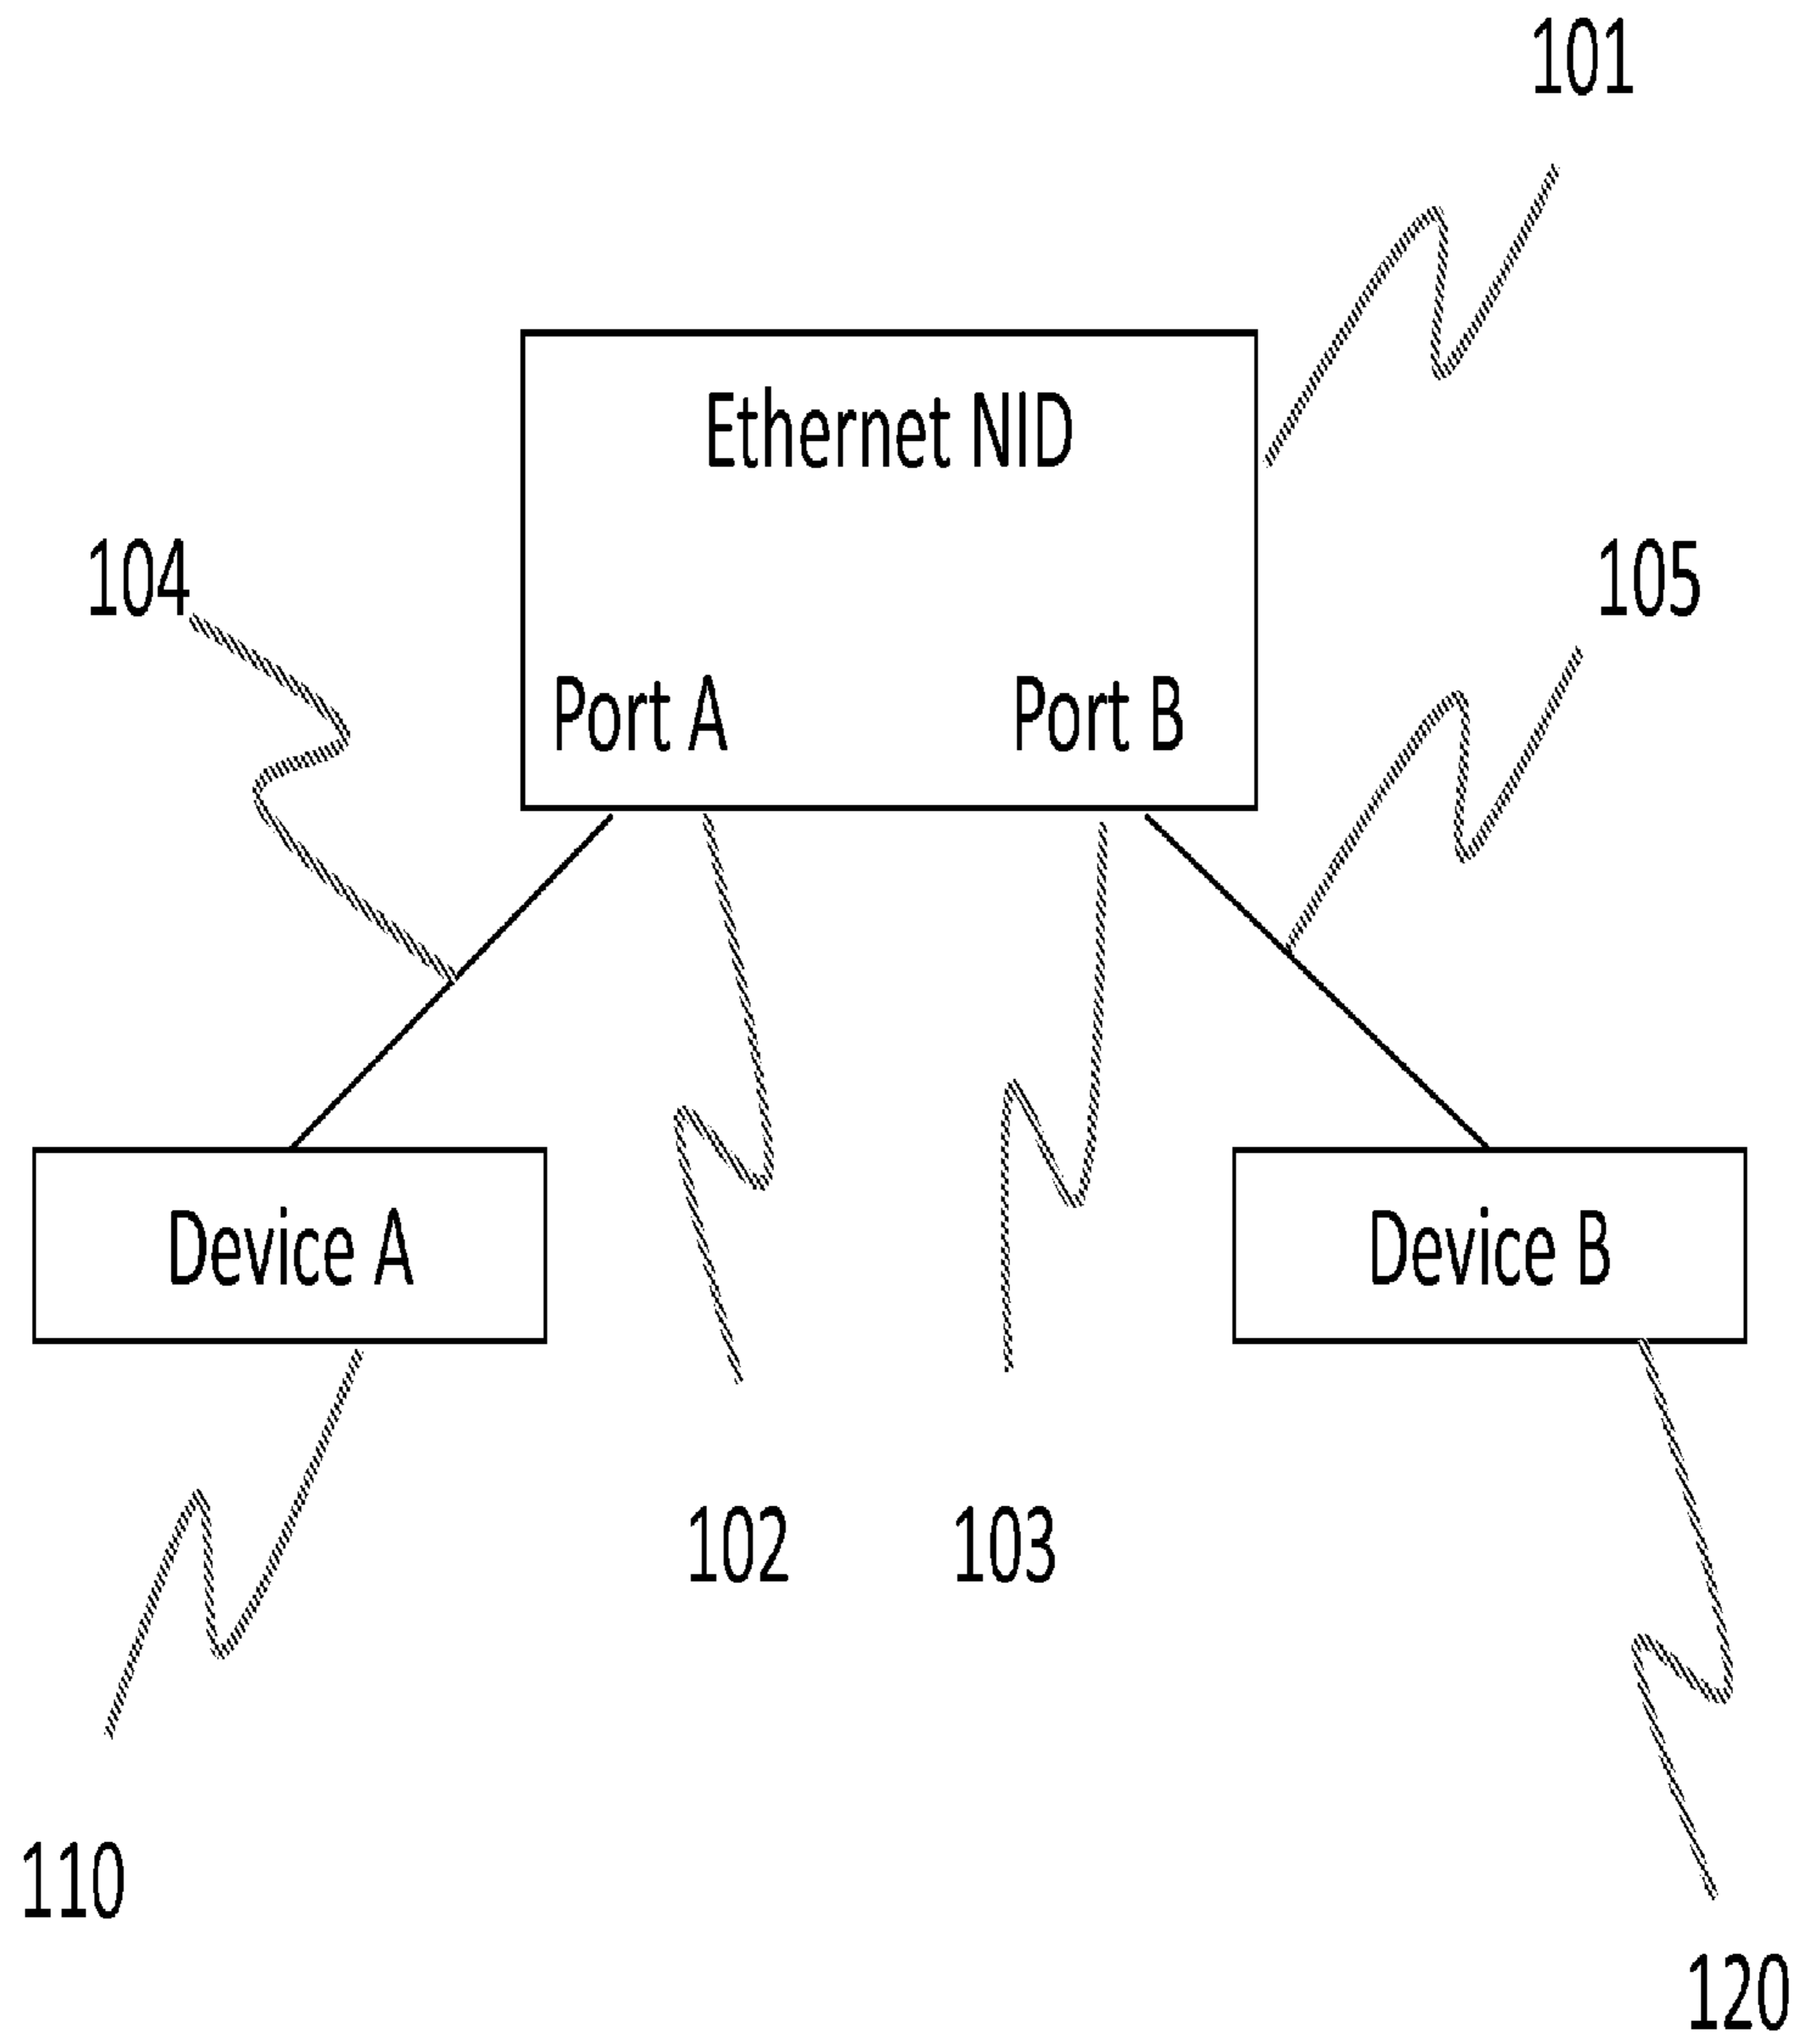 101
Ethernet NID
104
105
Port A
Port B
Device A
Device B
102
103
110
120